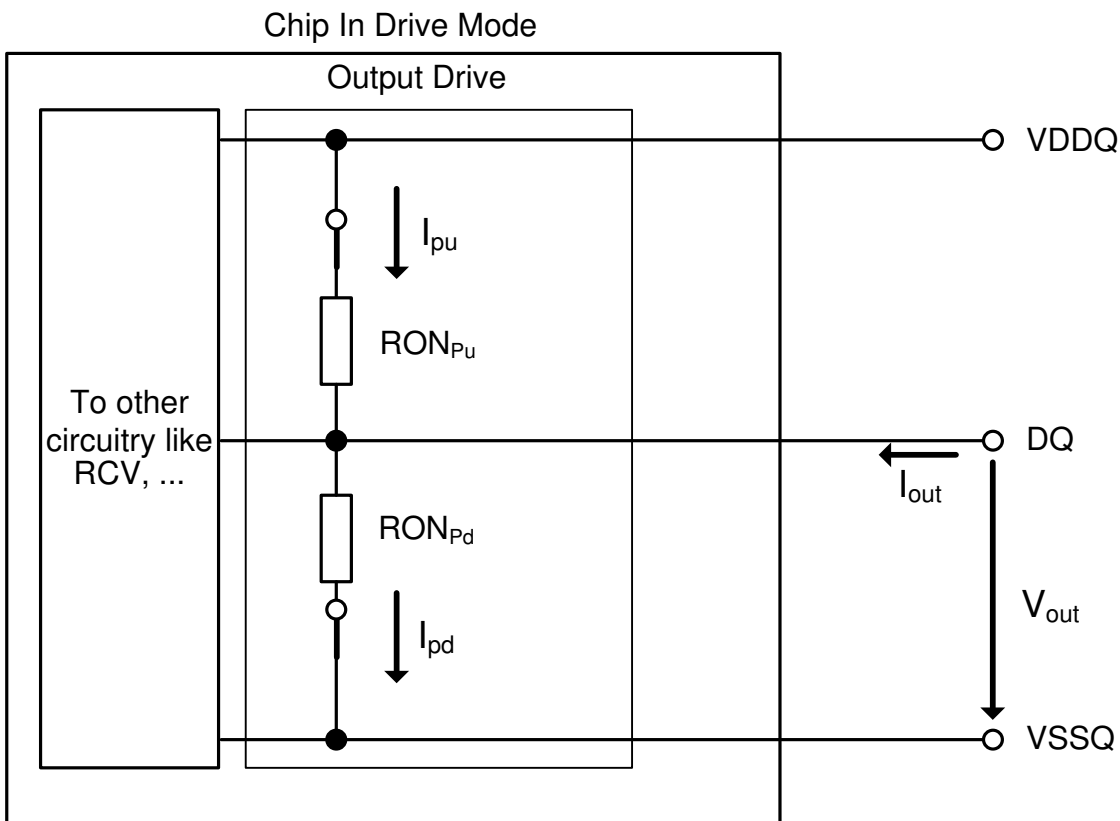 Chip In Drive Mode
Output Drive
VDDQ
Ipu
RONPu
To other
circuitry like
RCV, ...
DQ
Iout
RONPd
Vout
Ipd
VSSQ